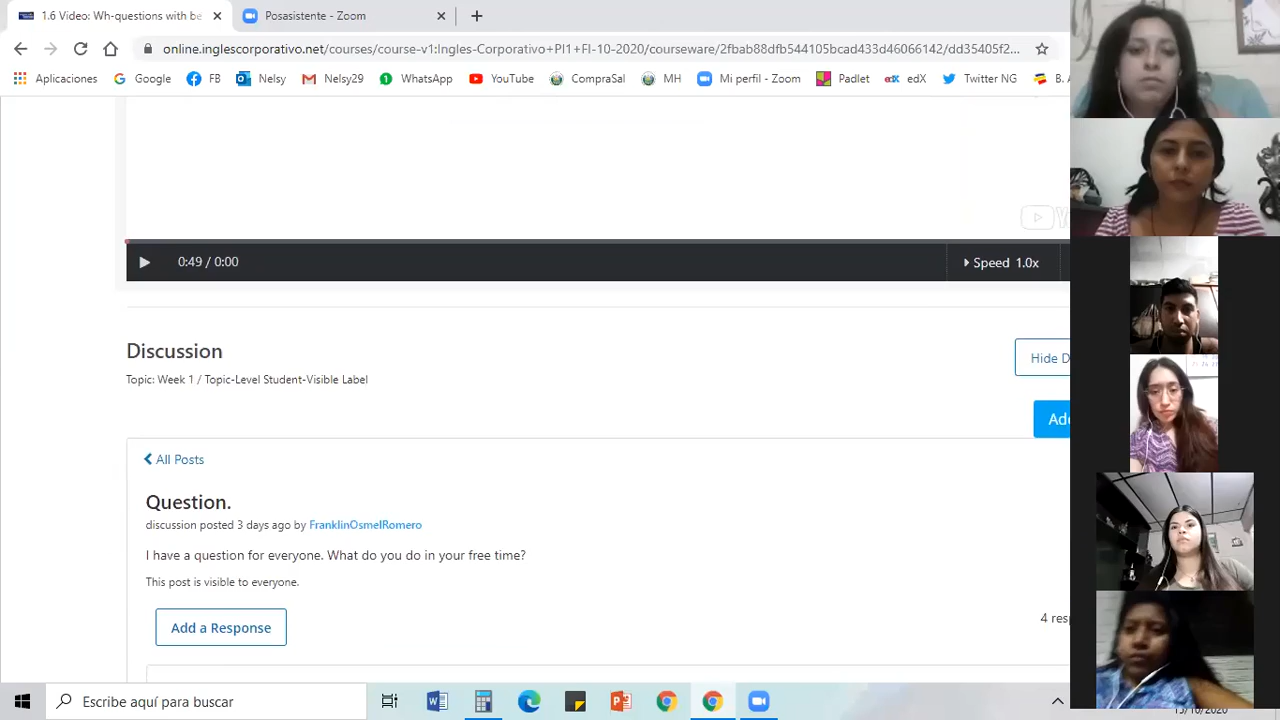 1.6 Video: Wh-questions with be
Posasistente - Zoom
online.inglescorporativo.net/courses/course-v1:Ingles-Corporativo+PI1+FI-10-2020/courseware/2fbab88dfb544105bcad433d46066142/dd35405f2...
Aplicaciones Google FB Nelsy Nelsy29 WhatsApp YouTube CompraSal MH Mi perfil - Zoom Padlet edX Twitter NG B. A
0:49 / 0:00 Speed 1.0x
Discussion
Hide D
Topic: Week 1 / Topic-Level Student-Visible Label
Add
All Posts
Question.
discussion posted 3 days ago by FranklinOsmelRomero
I have a question for everyone. What do you do in your free time?
This post is visible to everyone.
Add a Response
4 resp
Escribe aquí para buscar